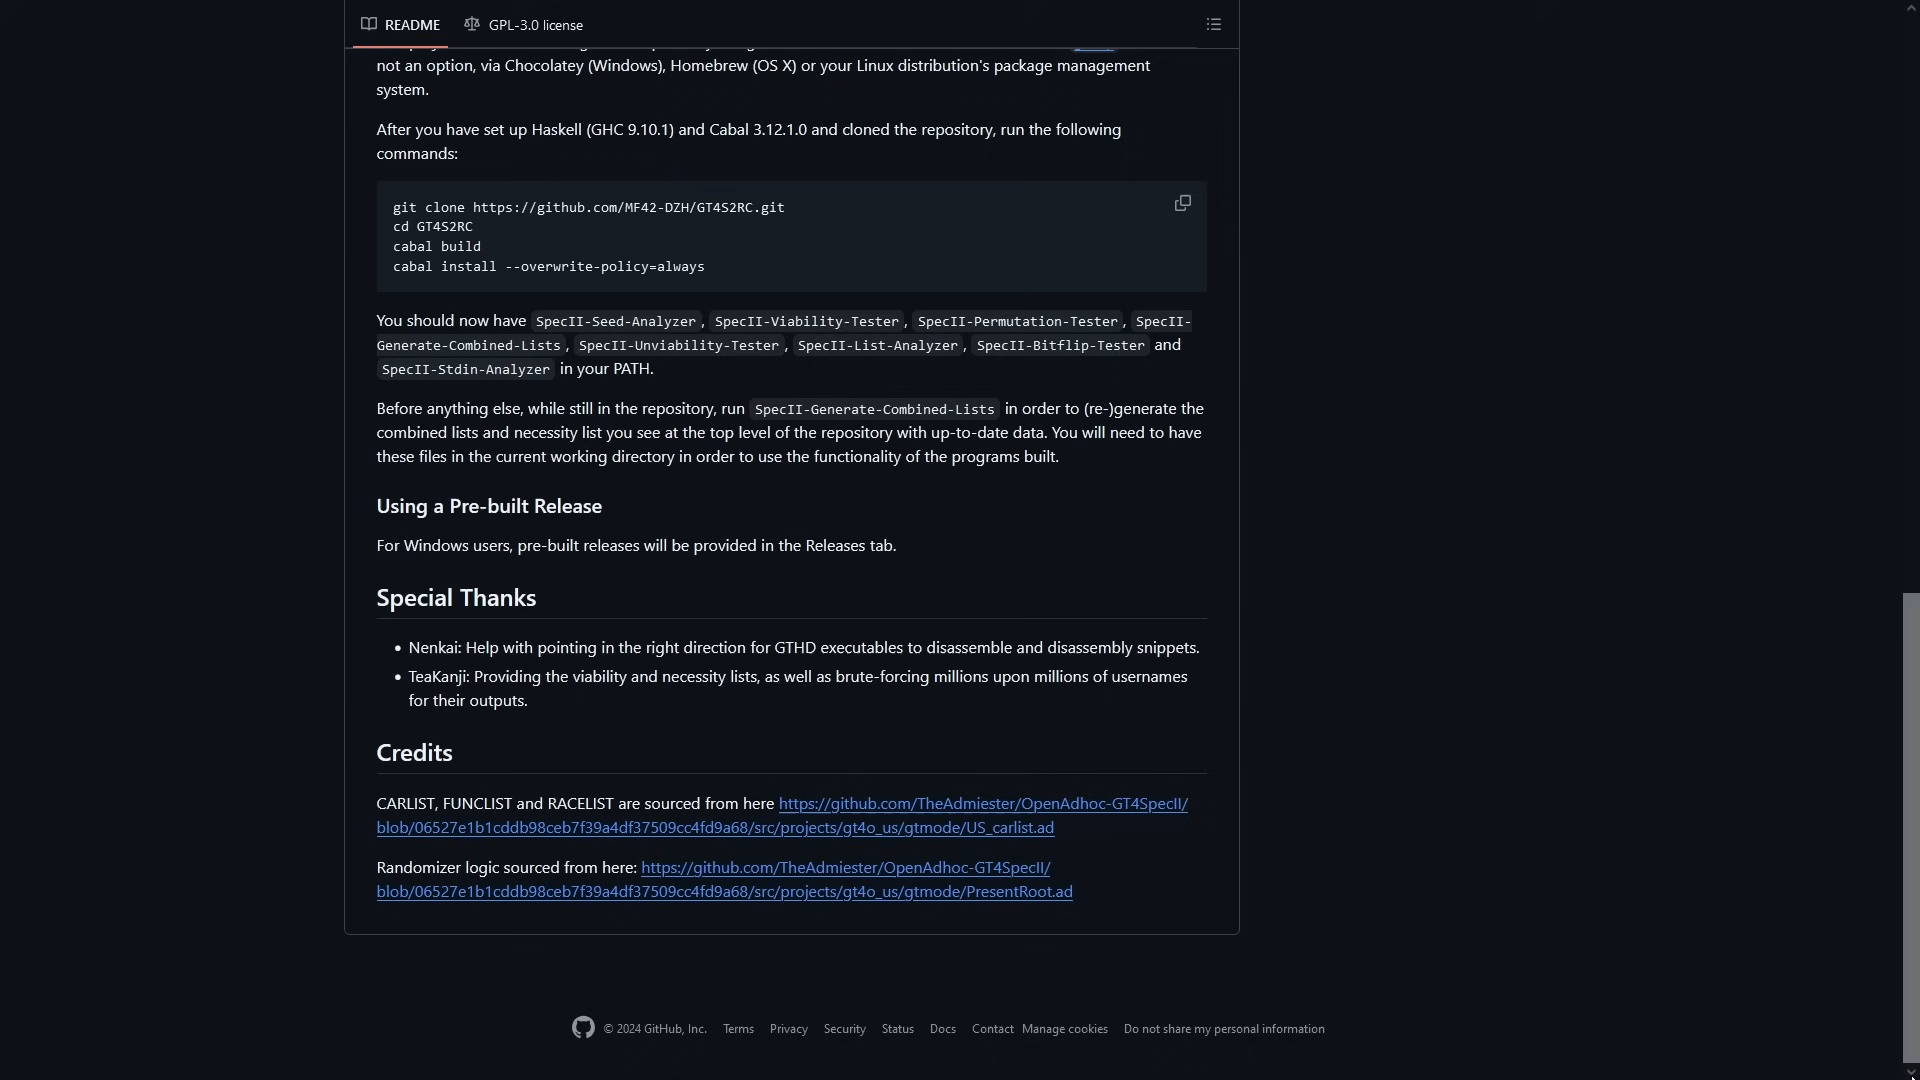 README
GPL-3.0 license
not an option, via Chocolatey (Windows), Homebrew (OS X) or your Linux distribution's package management
system.
After you have set up Haskell (GHC 9.10.1) and Cabal 3.12.1.0 and cloned the repository, run the following
commands:
git clone https://github.com/MF42-DZH/GT4S2RC.git
cd GT4S2RC
cabal build
cabal install --overwrite-policy=always
You should now have SpecII-Seed-Analyzer, SpecII-Viability-Tester, SpecII-Permutation-Tester, SpecII-
Generate-Combined-Lists, SpecII-Unviability-Tester, SpecII-List-Analyzer, SpecII-Bitflip-Tester and
SpecII-Stdin-Analyzer in your PATH.
Before anything else, while still in the repository, run SpecII-Generate-Combined-Lists in order to (re-)generate the
combined lists and necessity list you see at the top level of the repository with up-to-date data. You will need to have
these files in the current working directory in order to use the functionality of the programs built.
Using a Pre-built Release
For Windows users, pre-built releases will be provided in the Releases tab.
Special Thanks
• Nenkai: Help with pointing in the right direction for GTHD executables to disassemble and disassembly snippets.
• TeaKanji: Providing the viability and necessity lists, as well as brute-forcing millions upon millions of usernames
for their outputs.
Credits
CARLIST, FUNCLIST and RACELIST are sourced from here https://github.com/TheAdmiester/OpenAdhoc-GT4SpecII/
blob/06527e1b1cddb98ceb7f39a4df37509cc4fd9a68/src/projects/gt4o_us/gtmode/US_carlist.ad
Randomizer logic sourced from here: https://github.com/TheAdmiester/OpenAdhoc-GT4SpecII/
blob/06527e1b1cddb98ceb7f39a4df37509cc4fd9a68/src/projects/gt4o_us/gtmode/PresentRoot.ad
© 2024 GitHub, Inc. Terms Privacy Security Status Docs Contact Manage cookies Do not share my personal information